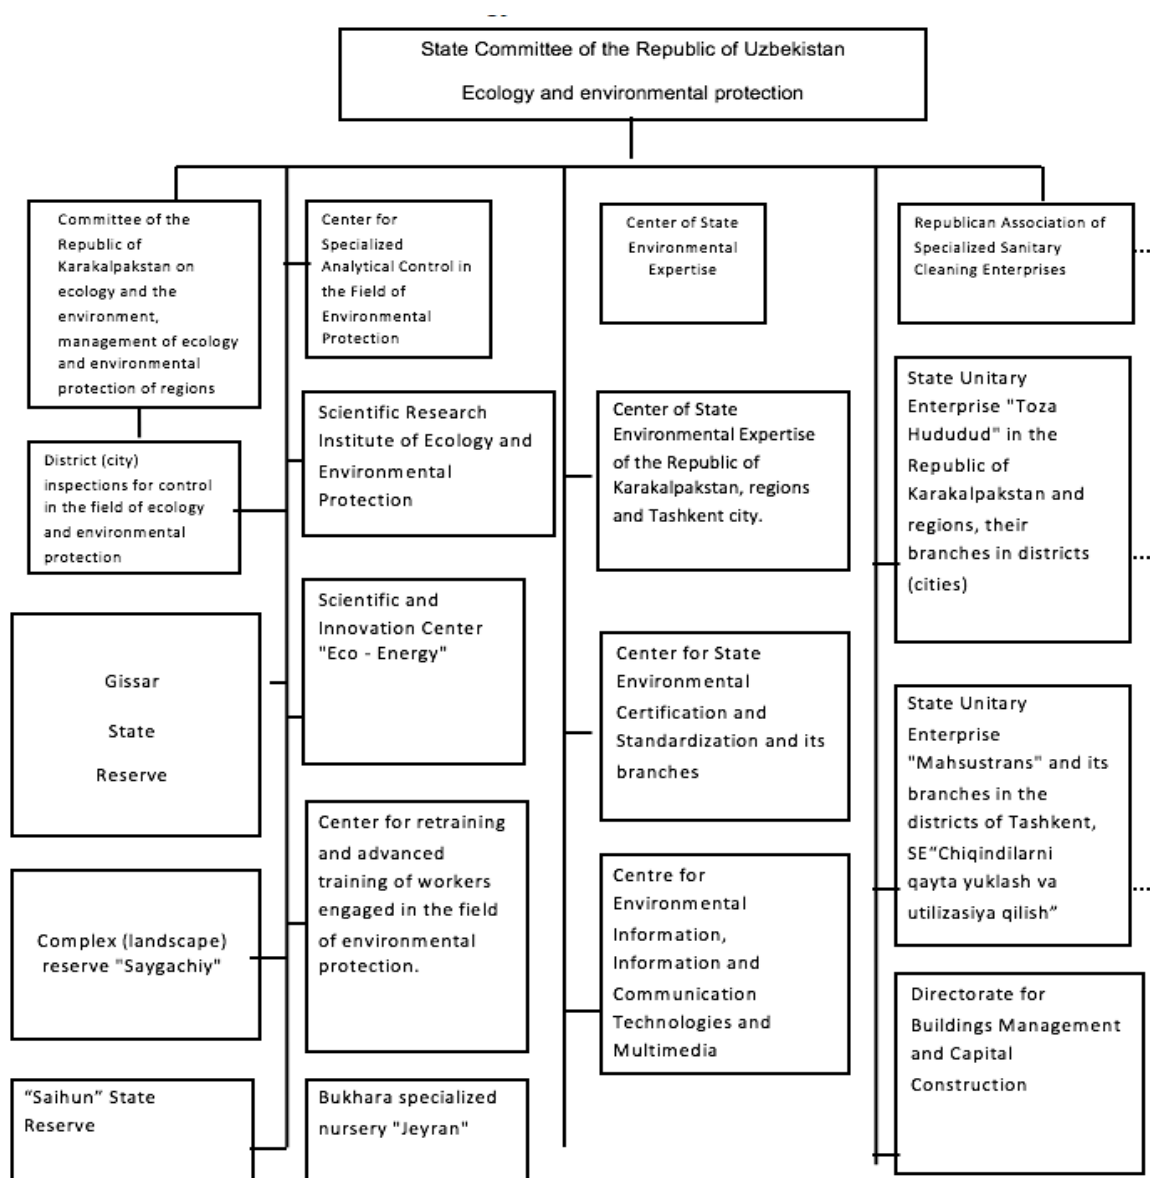 State Committee of the Republic of Uzbekistan
Ecology and environmental protection
Committee of the
Republic of
Karakalpakstan on
ecology and the
environment,
management of ecology
and environmental
protection of regions
Center for
Specialized
Analytical Control in
the Field of
Environmental
Protection
Center of State
Environmental
Expertise
Republican Association of
Specialized Sanitary
Cleaning Enterprises
District (city)
inspections for control
in the field of ecology
and environmental
protection
Scientific Research
Institute of Ecology and
Environmental
Protection
Center of State
Environmental Expertise
of the Republic of
Karakalpakstan, regions
and Tashkent city.
State Unitary
Enterprise "Toza
Hududud" in the
Republic of
Karakalpakstan and
regions, their
branches in districts
(cities)
Gissar
State
Reserve
Scientific and
Innovation Center
"Eco - Energy"
Center for State
Environmental
Certification and
Standardization and its
branches
State Unitary
Enterprise
"Mahsustrans" and its
branches in the
districts of Tashkent,
SE“Chiqindilarni
qayta yuklash va
utilizasiya qilish”
Complex (landscape)
reserve "Saygachiy"
Center for retraining
and advanced
training of workers
engaged in the field
of environmental
protection.
Centre for
Environmental
Information,
Information and
Communication
Technologies and
Multimedia
Directorate for
Buildings Management
and Capital
Construction
“Saihun” State
Reserve
Bukhara specialized
nursery "Jeyran"